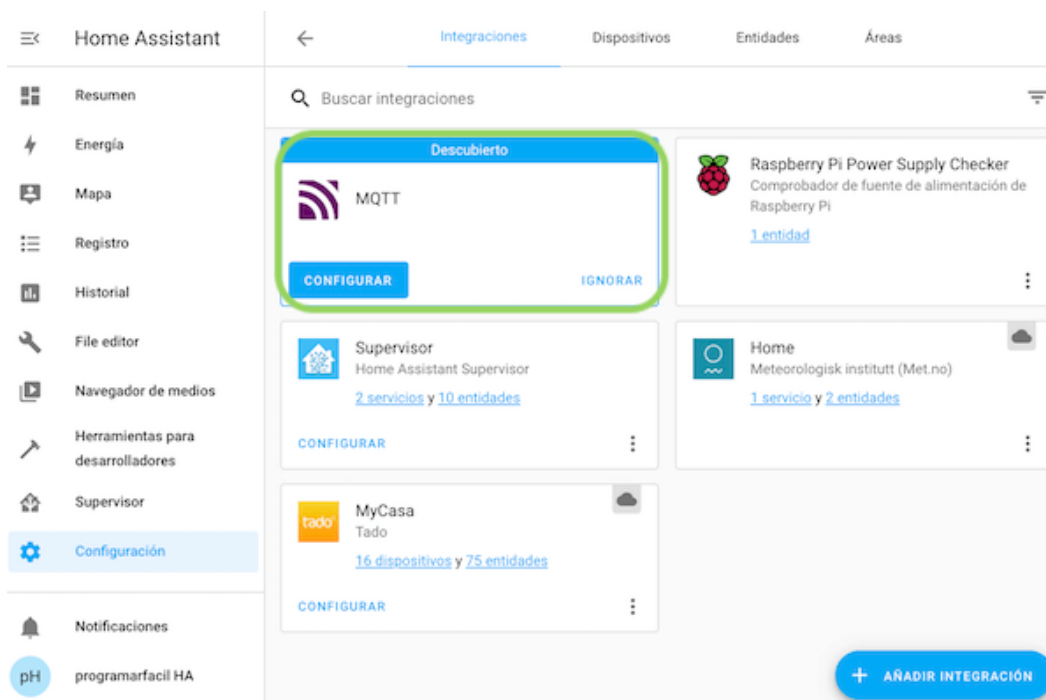 Home Assistant
Resumen
Energía
Mapa
Registro
Historial
File editor
Navegador de medios
Herramientas para
desarrolladores
Supervisor
Configuración
Notificaciones
pH
programarfacil HA
Integraciones
Dispositivos
Entidades
Áreas
Buscar integraciones
Descubierto
MQTT
CONFIGURAR
IGNORAR
Raspberry Pi Power Supply Checker
Comprobador de fuente de alimentación de
Raspberry Pi
1 entidad
Supervisor
Home Assistant Supervisor
2 servicios y 10 entidades
CONFIGURAR
Home
Meteorologisk institutt (Met.no)
1 servicio y 2 entidades
tado°
MyCasa
Tado
16 dispositivos y 75 entidades
CONFIGURAR
AÑADIR INTEGRACIÓN